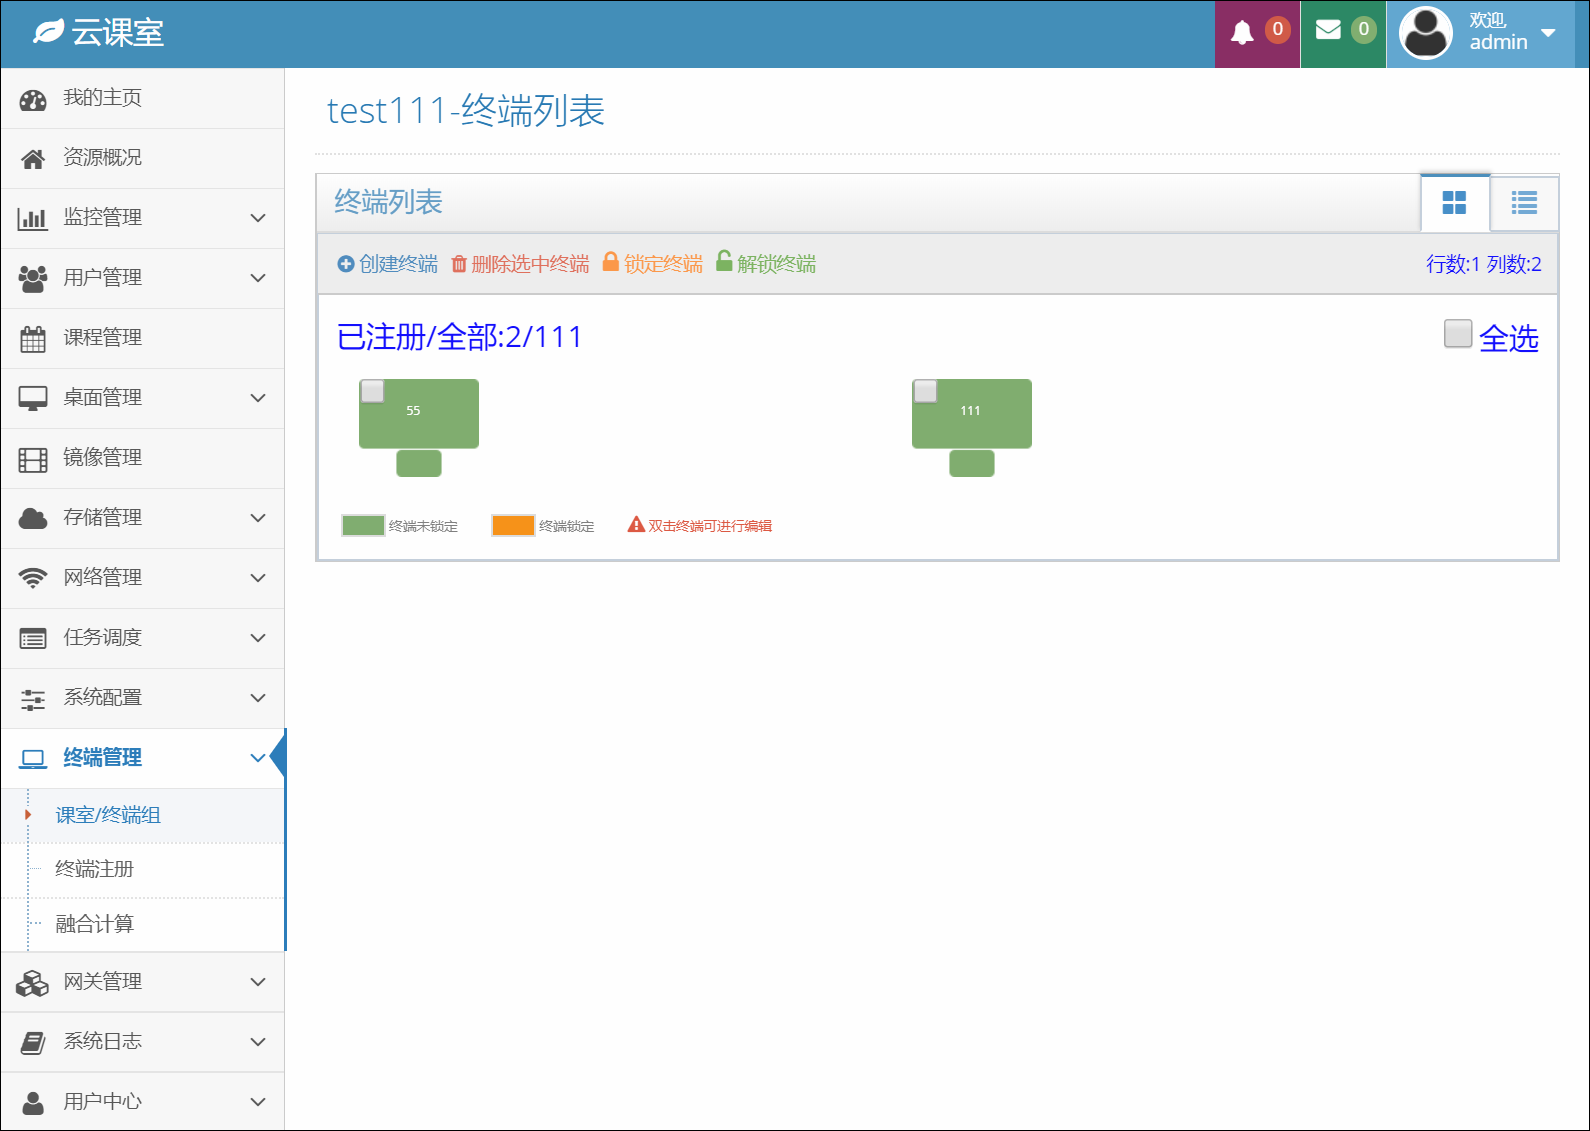 云课室
0
0
欢迎,
admin
我的主页
资源概况
监控管理
用户管理
课程管理
桌面管理
镜像管理
存储管理
网络管理
任务调度
系统配置
终端管理
课室/终端组
终端注册
融合计算
网关管理
系统日志
用户中心
test111-终端列表
终端列表
创建终端 删除选中终端 锁定终端 解锁终端
行数:1 列数:2
已注册/全部:2/111
全选
55
111
终端未锁定 终端锁定 双击终端可进行编辑